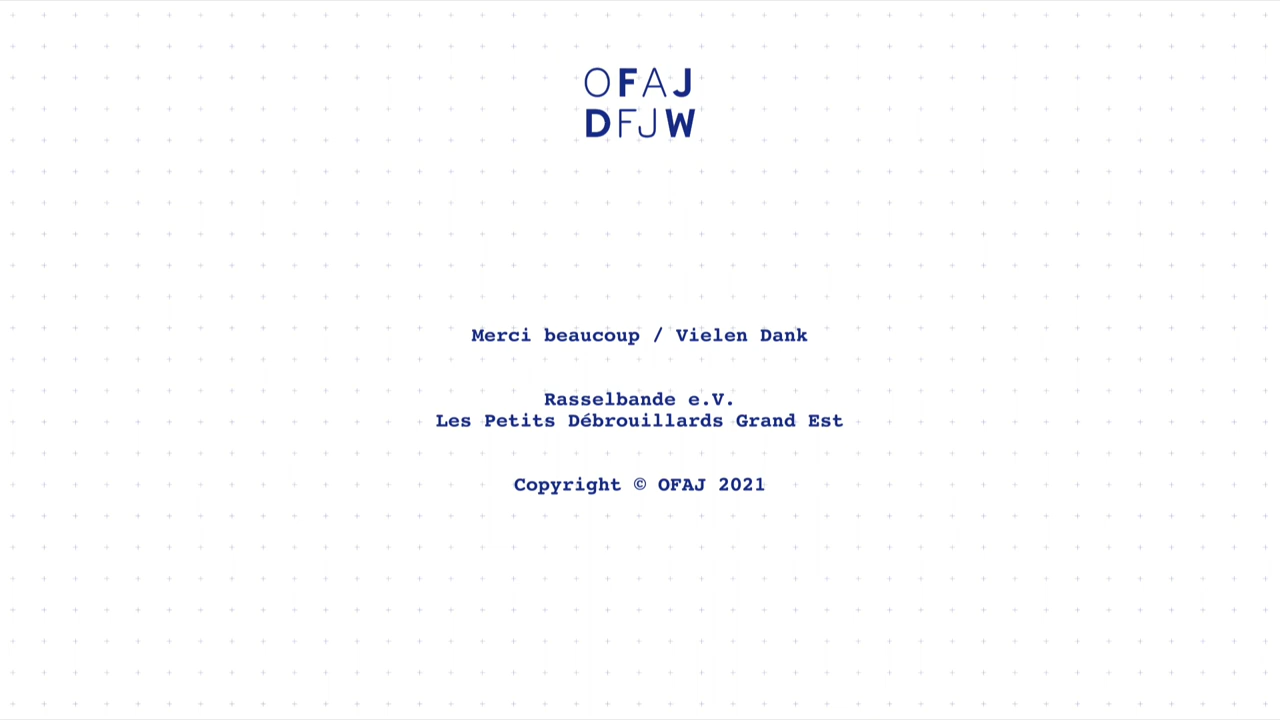 OFAJ
DFJW
Merci beaucoup / Vielen Dank
Rasselbande e.V.
Les Petits Débrouillards Grand Est
Copyright © OFAJ 2021